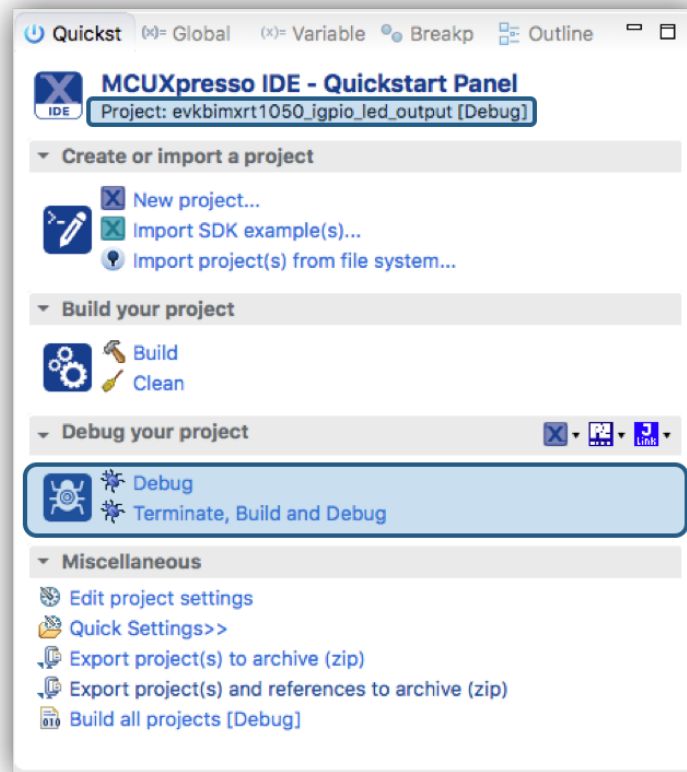 Quickst (x)= Global (x)= Variable Breakp Outline
MCUXpresso IDE - Quickstart Panel
IDE
Project: evkbimxrt1050_igpio_led_output [Debug]
Create or import a project
New project...
Import SDK example(s)...
Import project(s) from file system...
Build your project
Build
Clean
Debug your project
Debug
Terminate, Build and Debug
Miscellaneous
Edit project settings
Quick Settings>>
Export project(s) to archive (zip)
Export project(s) and references to archive (zip)
Build all projects [Debug]